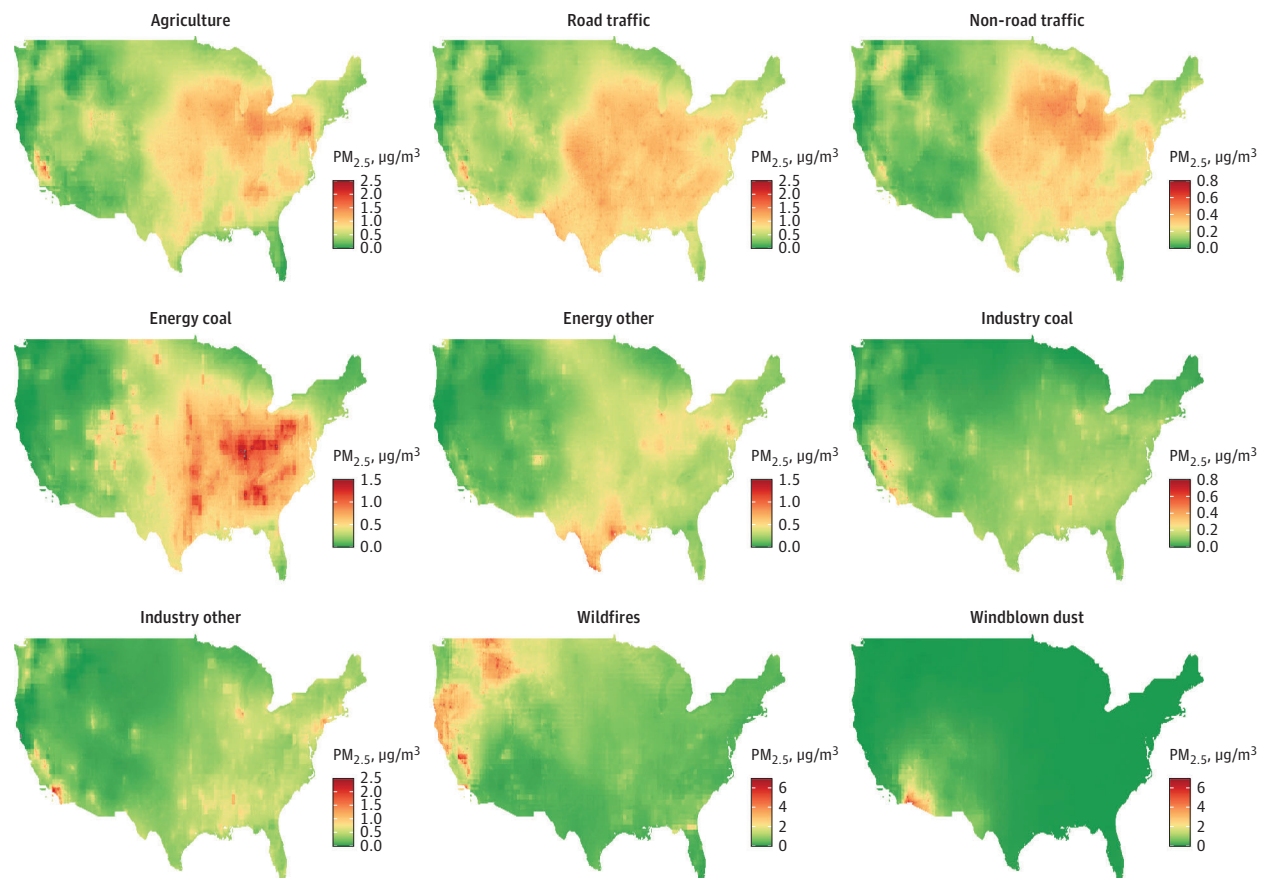 Agriculture
PM2.5, µg/m3
2.5
2.0
1.5
1.0
0.5
0.0
Road traffic
PM2.5, µg/m3
2.5
2.0
1.5
1.0
0.5
0.0
Non-road traffic
PM2.5, µg/m3
0.8
0.6
0.4
0.2
0.0
Energy coal
PM2.5, µg/m3
1.5
1.0
0.5
0.0
Energy other
PM2.5, µg/m3
1.5
1.0
0.5
0.0
Industry coal
PM2.5, µg/m3
0.8
0.6
0.4
0.2
0.0
Industry other
PM2.5, µg/m3
2.5
2.0
1.5
1.0
0.5
0.0
Wildfires
PM2.5, µg/m3
6
4
2
0
Windblown dust
PM2.5, µg/m3
6
4
2
0